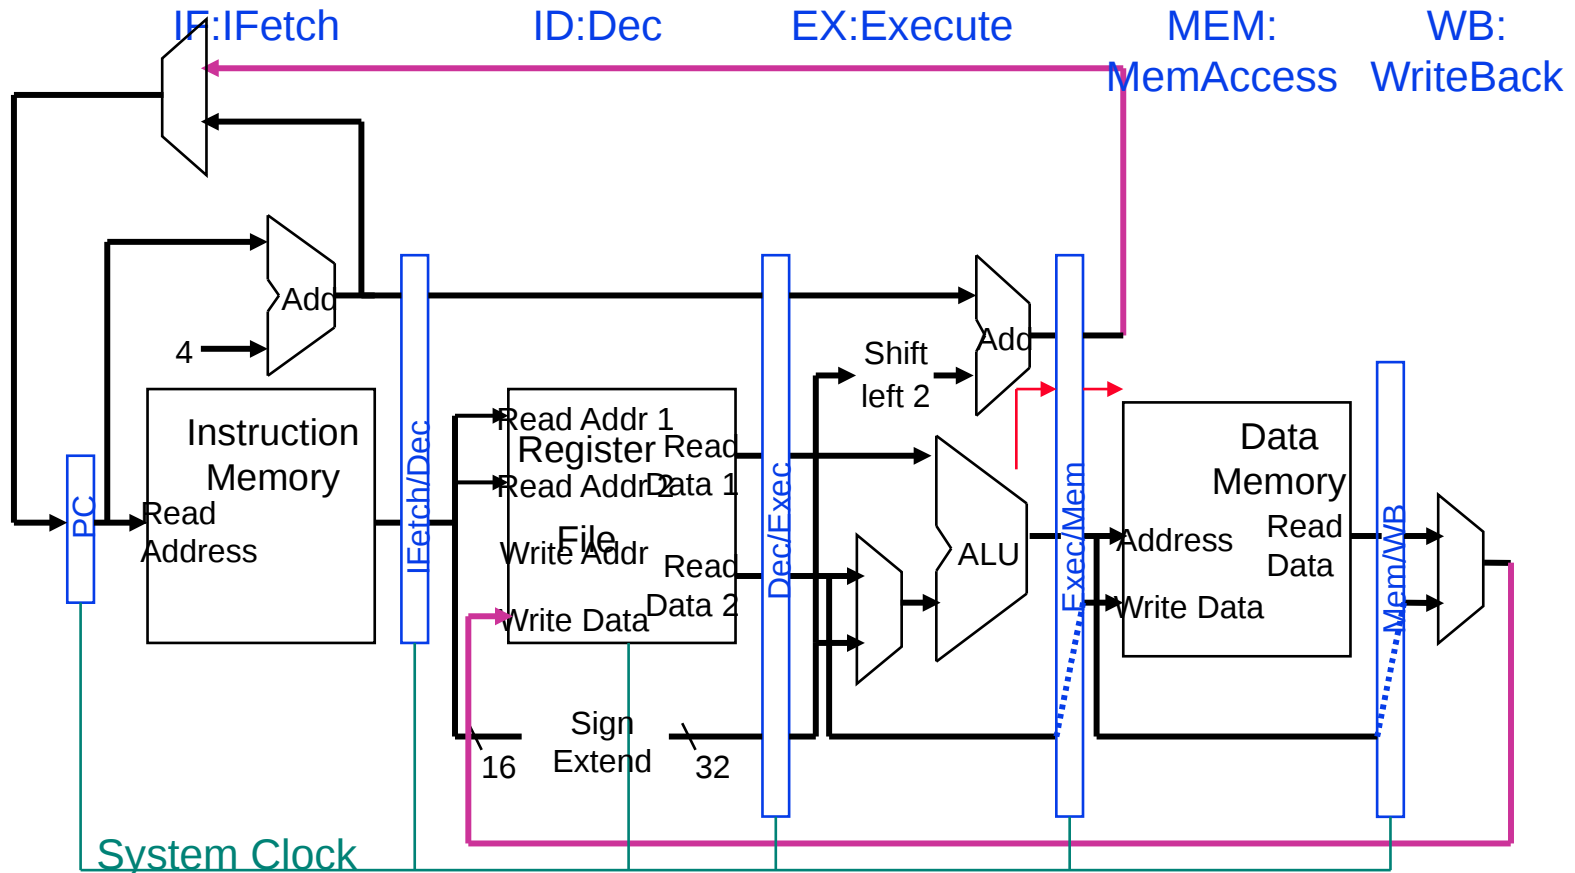 IF:IFetch
ID:Dec
EX:Execute
MEM:
MemAccess
WB:
WriteBack
Add
4
Add
Shift
left 2
Instruction
Memory
Read
Address
PC
IFetch/Dec
Read Addr 1
Register
Read
Data 1
Read Addr 2
File
Write Addr
Read
Data 2
Write Data
Dec/Exec
ALU
Exec/Mem
Data
Memory
Address
Read
Data
Write Data
Mem/WB
Sign
Extend
16
32
System Clock